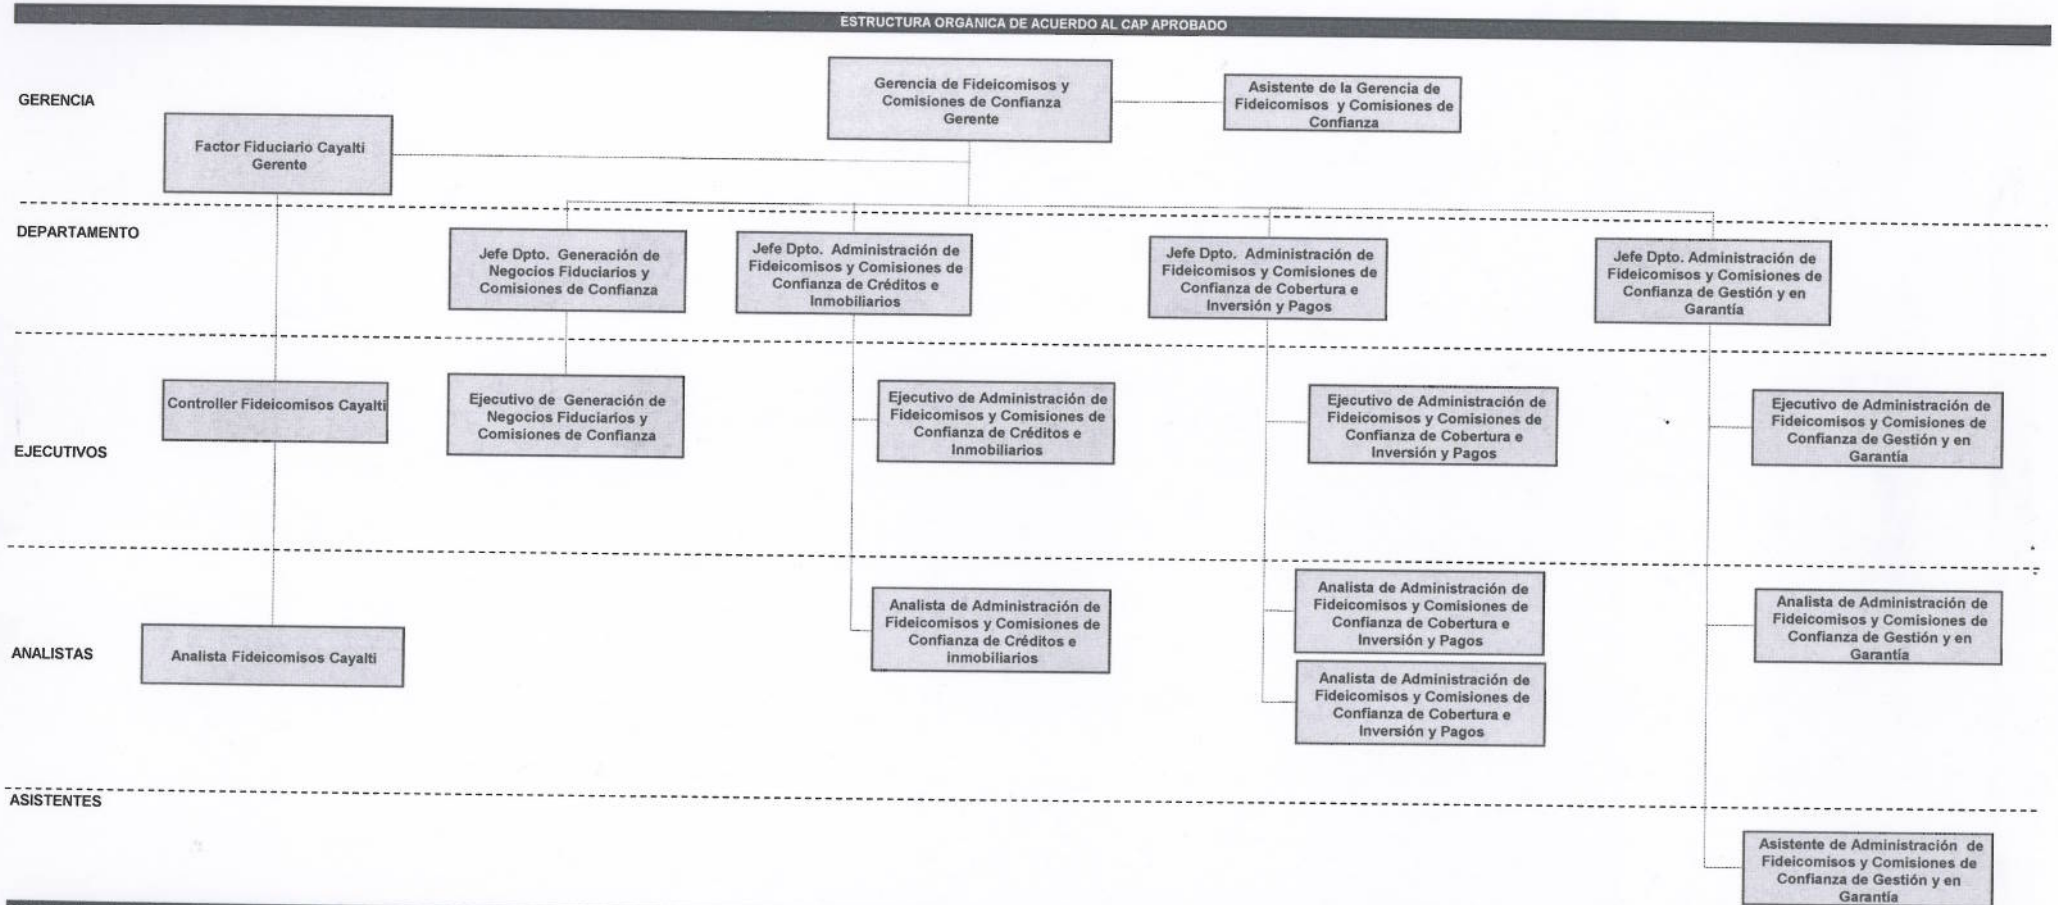 ESTRUCTURA ORGÁNICA DE ACUERDO AL CAP APROBADO
GERENCIA
Gerencia de Fideicomisos y
Comisiones de Confianza
Gerente
Asistente de la Gerencia de
Fideicomisos y Comisiones de
Confianza
Factor Fiduciario Cayalti
Gerente
DEPARTAMENTO
Jefe Dpto. Generación de
Negocios Fiduciarios y
Comisiones de Confianza
Jefe Dpto. Administración de
Fideicomisos y Comisiones de
Confianza de Créditos e
Inmobiliarios
Jefe Dpto. Administración de
Fideicomisos y Comisiones de
Confianza de Cobertura e
Inversión y Pagos
Jefe Dpto. Administración de
Fideicomisos y Comisiones de
Confianza de Gestión y en
Garantía
EJECUTIVOS
Controller Fideicomisos Cayalti
Ejecutivo de Generación de
Negocios Fiduciarios y
Comisiones de Confianza
Ejecutivo de Administración de
Fideicomisos y Comisiones de
Confianza de Créditos e
Inmobiliarios
Ejecutivo de Administración de
Fideicomisos y Comisiones de
Confianza de Cobertura e
Inversión y Pagos
Ejecutivo de Administración de
Fideicomisos y Comisiones de
Confianza de Gestión y en
Garantía
ANALISTAS
Analista Fideicomisos Cayalti
Analista de Administración de
Fideicomisos y Comisiones de
Confianza de Créditos e
inmobiliarios
Analista de Administración de
Fideicomisos y Comisiones de
Confianza de Cobertura e
Inversión y Pagos
Analista de Administración de
Fideicomisos y Comisiones de
Confianza de Cobertura e
Inversión y Pagos
Analista de Administración de
Fideicomisos y Comisiones de
Confianza de Gestión y en
Garantía
ASISTENTES
Asistente de Administración de
Fideicomisos y Comisiones de
Confianza de Gestión y en
Garantía